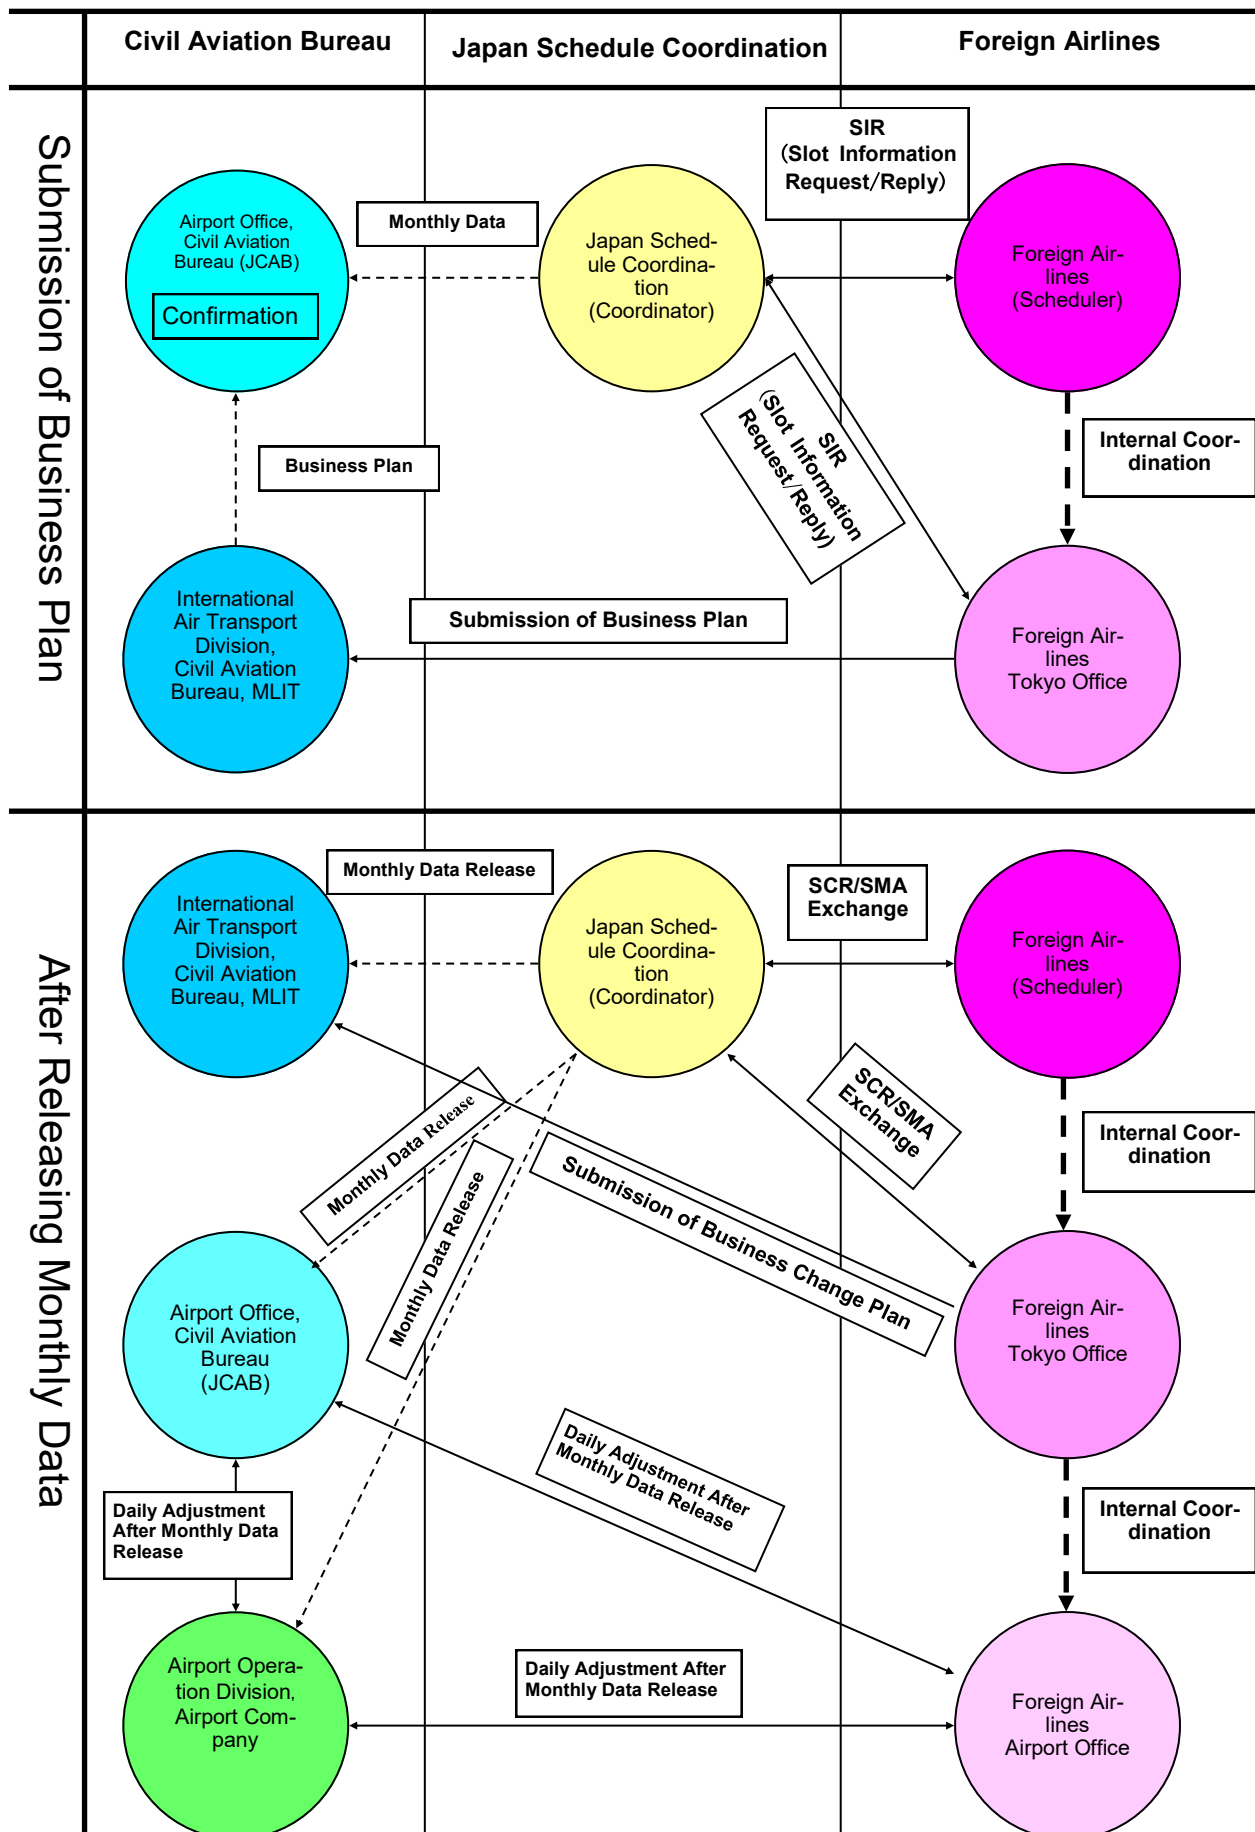 Civil Aviation Bureau
Japan Schedule Coordination
Foreign Airlines
Submission of Business Plan
SIR
(Slot Information
Request/Reply)
Airport Office,
Civil Aviation
Bureau (JCAB)
Confirmation
Monthly Data
Japan Sched-
ule Coordina-
tion
(Coordinator)
Foreign Air-
lines
(Scheduler)
SIR
(Slot Information
Request/Reply)
Internal Coor-
dination
Business Plan
International
Air Transport
Division,
Civil Aviation
Bureau, MLIT
Submission of Business Plan
Foreign Air-
lines
Tokyo Office
After Releasing Monthly Data
Monthly Data Release
SCR/SMA
Exchange
International
Air Transport
Division,
Civil Aviation
Bureau, MLIT
Japan Sched-
ule Coordina-
tion
(Coordinator)
Foreign Air-
lines
(Scheduler)
Monthly Data Release
Monthly Data Release
SCR/SMA
Exchange
Submission of Business Change Plan
Internal Coor-
dination
Airport Office,
Civil Aviation
Bureau
(JCAB)
Foreign Air-
lines
Tokyo Office
Daily Adjustment After
Monthly Data Release
Daily Adjustment
After Monthly Data
Release
Internal Coor-
dination
Airport Opera-
tion Division,
Airport Com-
pany
Daily Adjustment After
Monthly Data Release
Foreign Air-
lines
Airport Office